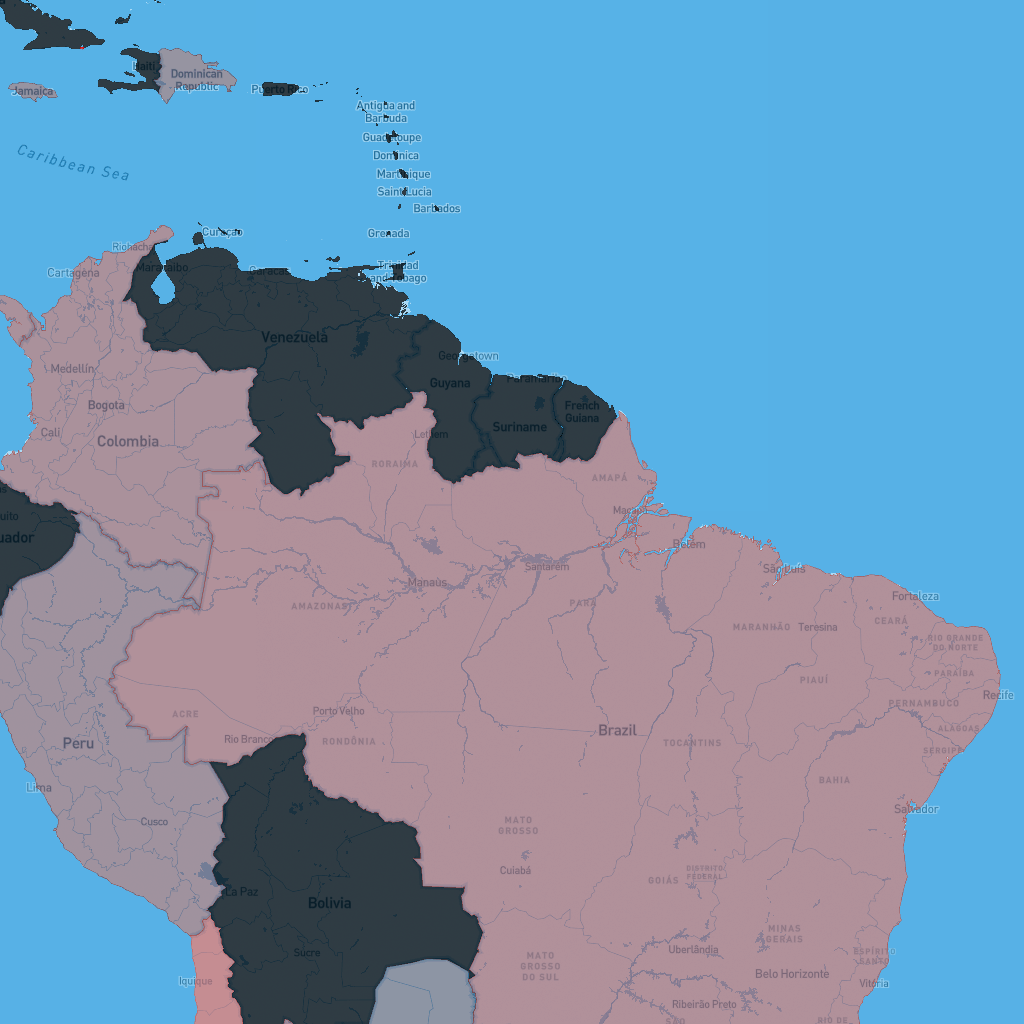 Haiti
Dominican
Republic
Jamaica
Puerto Rico
Antigua and
Barbuda
Guadeloupe
Dominica
Martinique
Saint Lucia
Barbados
Caribbean Sea
Grenada
Curaçao
Riohacha
Trinidad
and Tobago
Maracaibo
Caracas
Cartagena
Venezuela
Georgetown
Medellín
Guyana
Paramaribo
Bogota
French
Guiana
Suriname
Cali
Colombia
Lethem
RORAIMA
AMAPÁ
Macapá
uito
uador
Belém
Santarém
São Luís
Manaus
Fortaleza
AMAZONAS
PARÁ
CEARÁ
MARANHÃO
Teresina
RIO GRANDE
DO NORTE
PARAÍBA
PIAUÍ
Recife
PERNAMBUCO
ACRE
Porto Velho
ALAGOAS
Brazil
Rio Branco
RONDÔNIA
Peru
TOCANTINS
SERGIPE
BAHIA
Lima
Salvador
Cusco
MATO
GROSSO
Cuiabá
DISTRITO
FEDERAL
GOIÁS
La Paz
Bolivia
MINAS
GERAIS
Sucre
Uberlândia
ESPÍRITO
SANTO
MATO
GROSSO
DO SUL
Iquique
Belo Horizonte
Vitória
Ribeirão Preto
SÃO
RIO DE